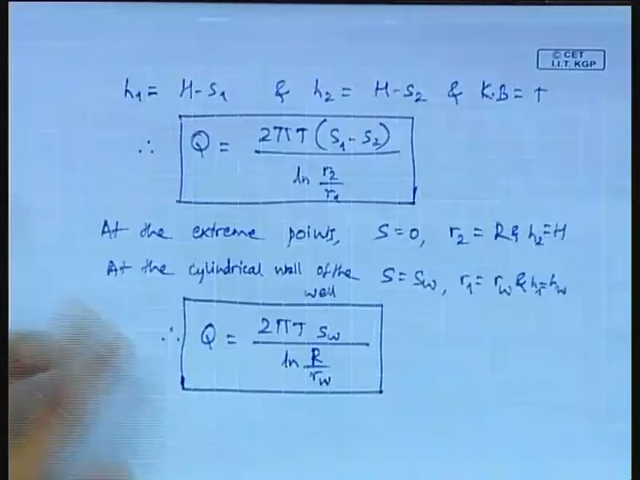 © CET
I.I.T. KGP
h₁ = H-S₁ & h₂ = H-S₂ & K.B = T
∴ Q = 2πT (S₁ - S₂) / ln r₂/r₁
At the extreme points, S=0, r₂ = R & h₂=H
At the cylindrical wall of the well S = Sw, r₁ = rw & h₁=hw
∴ Q = 2πT Sw / ln R/rw